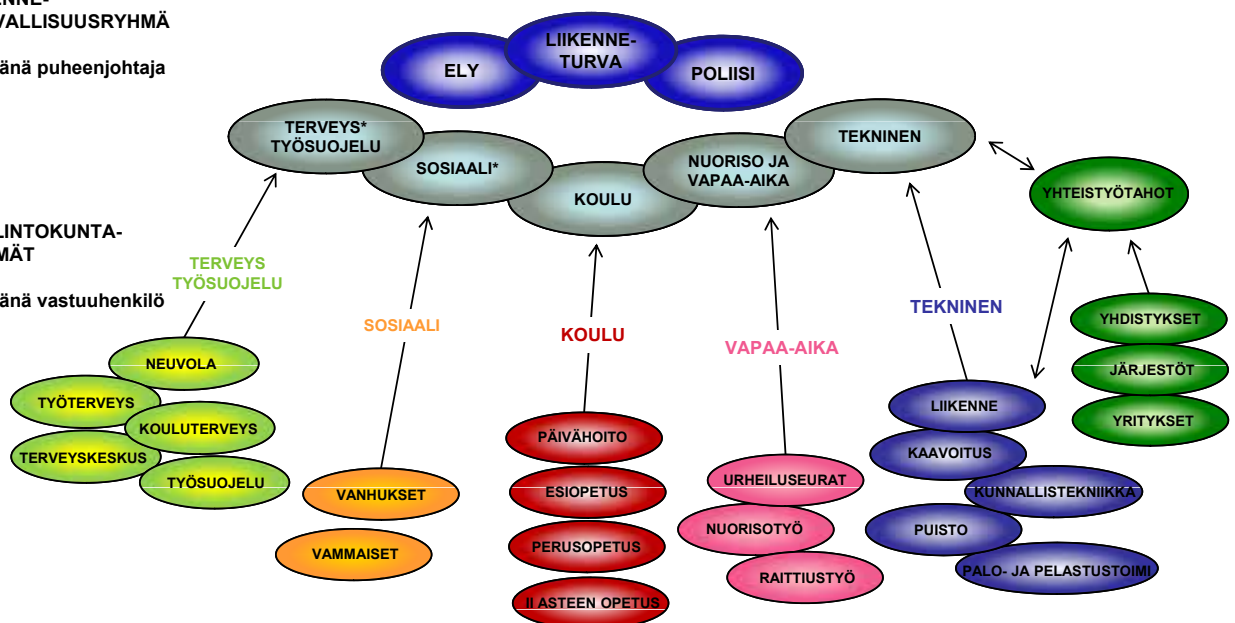 VALLISUUSRYHMÄ
puheenjohtaja
ELY
LIIKENNE-
TURVA
POLIISI
TERVEYS*
TYÖSUOJELU
SOSIAALI*
KOULU
NUORISO JA
VAPAA-AIKA
TEKNINEN
YHTEISTYÖTAHOT
LINTOKUNTA-
MÄT
vastuuhenkilö
TERVEYS
TYÖSUOJELU
SOSIAALI
KOULU
VAPAA-AIKA
TEKNINEN
NEUVOLA
TYÖTERVEYS
KOULUTERVEYS
TERVEYSKESKUS
TYÖSUOJELU
VANHUKSET
VAMMAISET
PÄIVÄHOITO
ESIOPETUS
PERUSOPETUS
II ASTEEN OPETUS
URHEILUSEURAT
NUORISOTYÖ
RAITTIUSTYÖ
LIIKENNE
KAAVOITUS
KUNNALLISTEKNIIKKA
PUISTO
PALO- JA PELASTUSTOIMI
YHDISTYKSET
JÄRJESTÖT
YRITYKSET